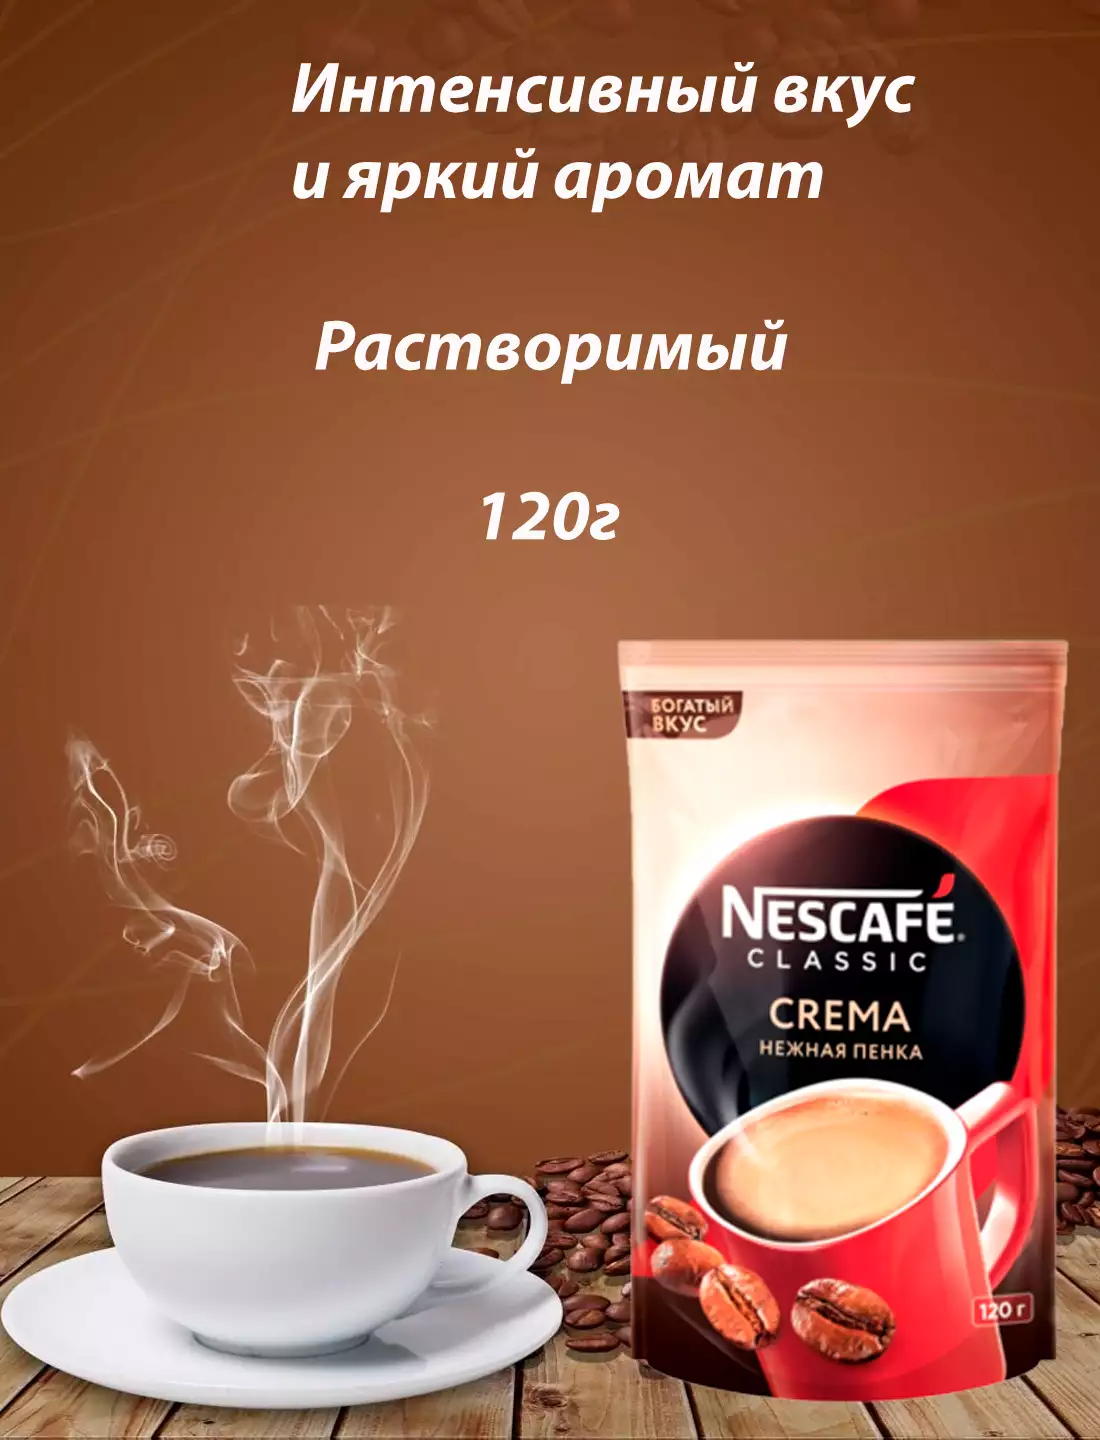 Интенсивный вкус
и яркий аромат
Растворимый
120г
БОГАТЫЙ
ВКУС
NESCAFÉ
CLASSIC
CREMA
НЕЖНАЯ ПЕНКА
120 г